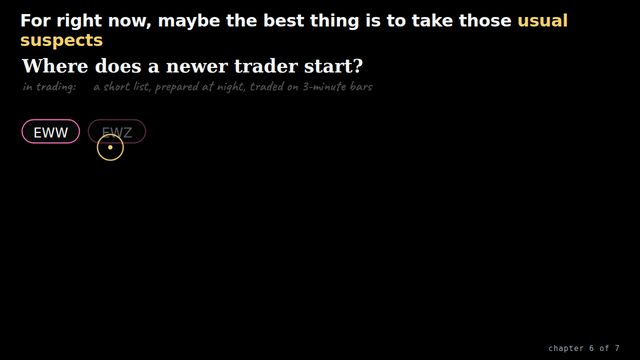 For right now, maybe the best thing is to take those usual
suspects
Where does a newer trader start?
in trading: a short list, prepared at night, traded on 3-minute bars
EWW EWZ
chapter 6 of 7